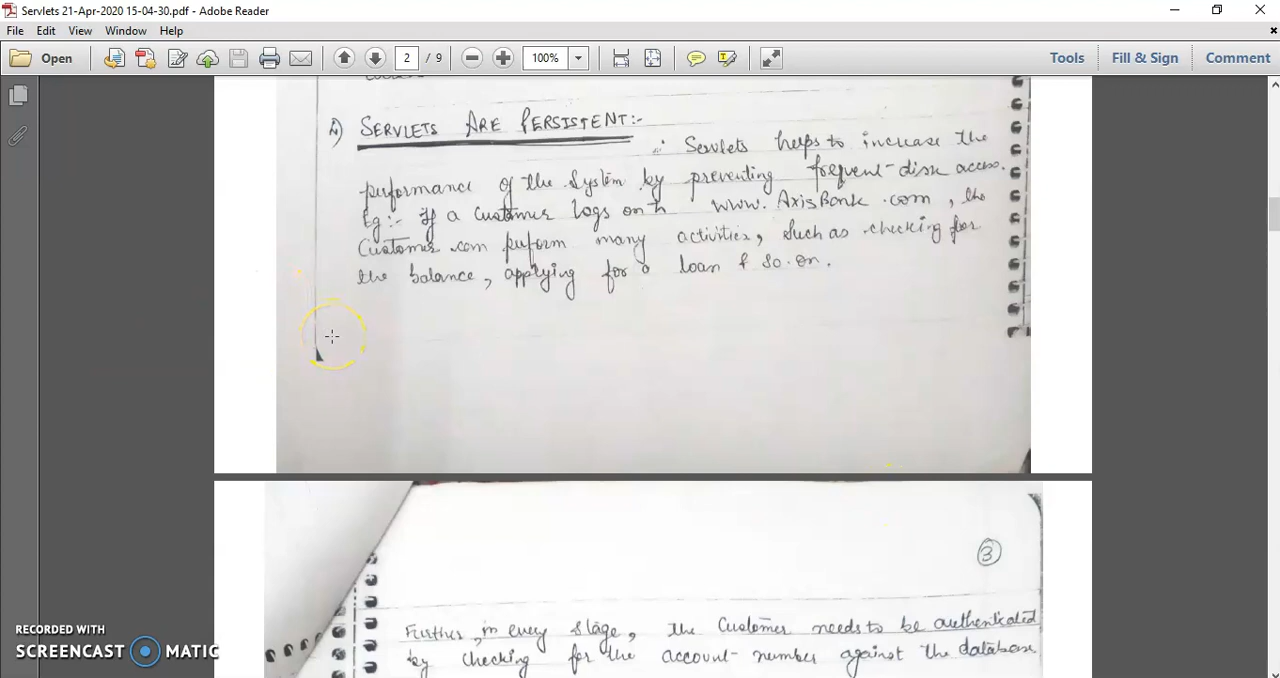 Servlets 21-Apr-2020 15-04-30.pdf - Adobe Reader
File Edit View Window Help
Open 2 / 9 100% Tools Fill & Sign Comment
SERVLETS ARE PERSISTENT:-
∴ Servlets helps to increase the
performance of the System by preventing frequent-disk access.
Eg:- If a customer logs onto www.AxisBank.com, the
Customer can perform many activities, such as checking for
the balance, applying for a loan & so.on.
3
Further, in every stage, the customer needs to be authenticated
by checking for the account-number against the database
RECORDED WITH
SCREENCAST MATIC